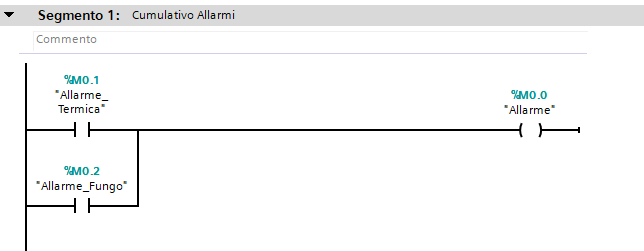 Segmento 1: Cumulativo Allarmi
Commento
%M0.1
"Allarme_
Termica"
%M0.0
"Allarme"
%M0.2
"Allarme_Fungo"